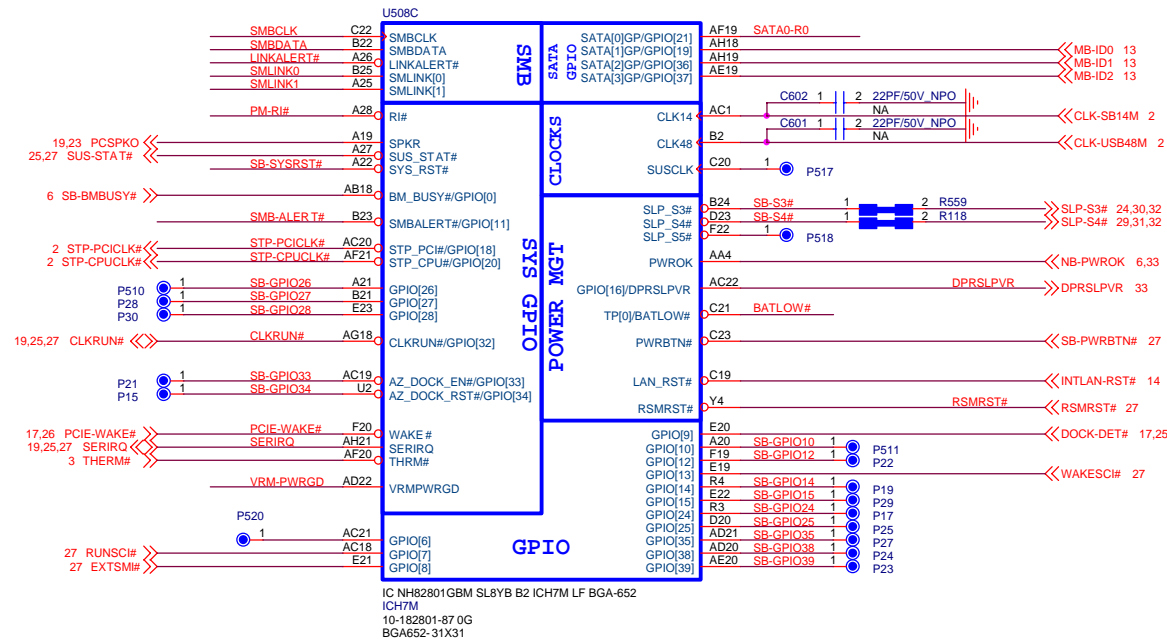 U508C
SMBCLK C22 SMBCLK
SMBDATA B22 SMBDATA
LINKALERT# A26 LINKALERT#
SMLINK0 B25 SMLINK[0]
SMLINK1 A25 SMLINK[1]
PM-RI# A28 RI#
19,23 PCSPKO A19 SPKR
25,27 SUS-STAT# A27 SUS_STAT#
SB-SYSRST# A22 SYS_RST#
6 SB-BMBUSY# AB18 BM_BUSY#/GPIO[0]
SMB-ALERT# B23 SMBALERT#/GPIO[11]
2 STP-PCICLK# STP-PCICLK# AC20 STP_PCI#/GPIO[18]
2 STP-CPUCLK# STP-CPUCLK# AF21 STP_CPU#/GPIO[20]
P510 1 SB-GPIO26 A21 GPIO[26]
P28 1 SB-GPIO27 B21 GPIO[27]
P30 1 SB-GPIO28 E23 GPIO[28]
19,25,27 CLKRUN# CLKRUN# AG18 CLKRUN#/GPIO[32]
P21 1 SB-GPIO33 AC19 AZ_DOCK_EN#/GPIO[33]
P15 1 SB-GPIO34 U2 AZ_DOCK_RST#/GPIO[34]
17,26 PCIE-WAKE# PCIE-WAKE# F20 WAKE#
19,25,27 SERIRQ SERIRQ AH21 SERIRQ
3 THERM# AF20 THRM#
VRM-PWRGD AD22 VRMPWRGD
P520 1 AC21 GPIO[6]
27 RUNSCI# AC18 GPIO[7]
27 EXTSMI# E21 GPIO[8]
SMB
SATA
GPIO
CLOCKS
SYS GPIO
POWER MGT
GPIO
SATA[0]GP/GPIO[21] AF19 SATA0-R0
SATA[1]GP/GPIO[19] AH18 MB-ID0 13
SATA[2]GP/GPIO[36] AH19 MB-ID1 13
SATA[3]GP/GPIO[37] AE19 MB-ID2 13
C602 1 2 22PF/50V_NPO
NA
CLK14 AC1 CLK-SB14M 2
C601 1 2 22PF/50V_NPO
NA
CLK48 B2 CLK-USB48M 2
SUSCLK C20 1 P517
SLP_S3# B24 SB-S3# 1 2 R559 SLP-S3# 24,30,32
SLP_S4# D23 SB-S4# 1 2 R118 SLP-S4# 29,31,32
SLP_S5# F22 1 P518
PWROK AA4 NB-PWROK 6,33
GPIO[16]/DPRSLPVR AC22 DPRSLPVR DPRSLPVR 33
TP[0]/BATLOW# C21 BATLOW#
PWRBTN# C23 SB-PWRBTN# 27
LAN_RST# C19 INTLAN-RST# 14
RSMRST# Y4 RSMRST# RSMRST# 27
GPIO[9] E20 DOCK-DET# 17,25
GPIO[10] A20 SB-GPIO10 1 P511
GPIO[12] F19 SB-GPIO12 1 P22
GPIO[13] E19 WAKESCI# 27
GPIO[14] R4 SB-GPIO14 1 P19
GPIO[15] E22 SB-GPIO15 1 P29
GPIO[24] R3 SB-GPIO24 1 P17
GPIO[25] D20 SB-GPIO25 1 P25
GPIO[35] AD21 SB-GPIO35 1 P27
GPIO[38] AD20 SB-GPIO38 1 P24
GPIO[39] AE20 SB-GPIO39 1 P23
IC NH82801GBM SL8YB B2 ICH7M LF BGA-652
ICH7M
10-182801-87 0G
BGA652-31X31